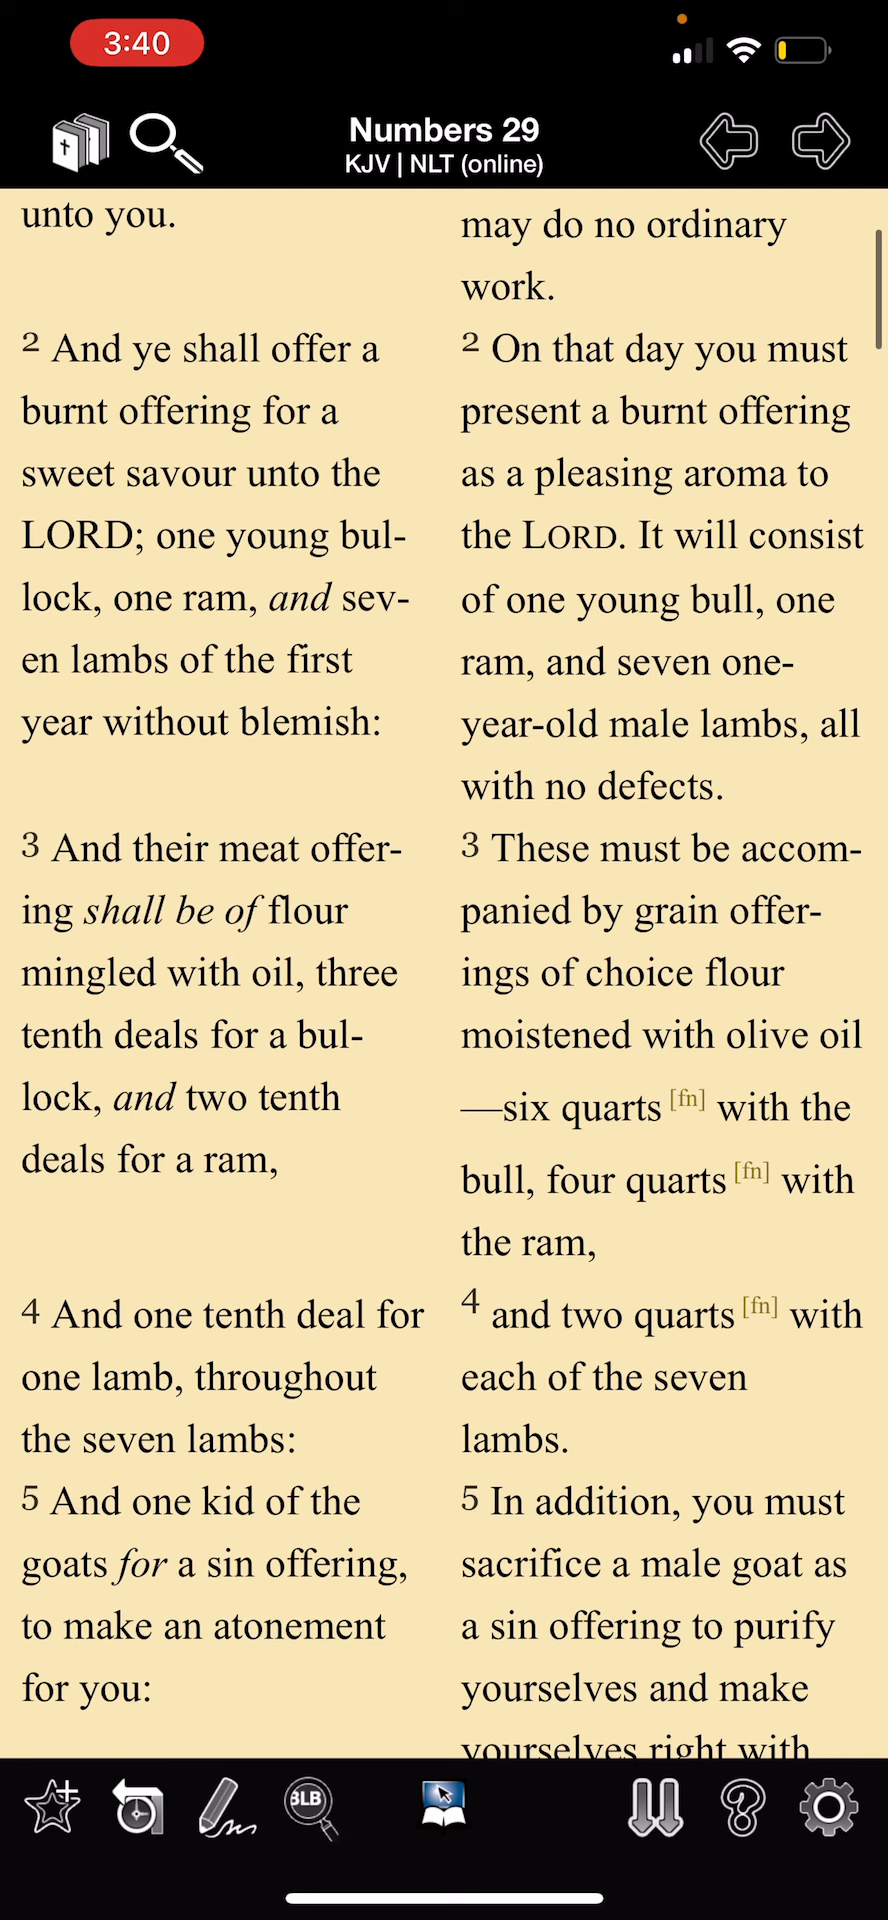 3:40
Numbers 29
KJV | NLT (online)
unto you.
2 And ye shall offer a
burnt offering for a
sweet savour unto the
LORD; one young bul-
lock, one ram, and sev-
en lambs of the first
year without blemish:
3 And their meat offer-
ing shall be of flour
mingled with oil, three
tenth deals for a bul-
lock, and two tenth
deals for a ram,
4 And one tenth deal for
one lamb, throughout
the seven lambs:
5 And one kid of the
goats for a sin offering,
to make an atonement
for you:
may do no ordinary
work.
2 On that day you must
present a burnt offering
as a pleasing aroma to
the LORD. It will consist
of one young bull, one
ram, and seven one-
year-old male lambs, all
with no defects.
3 These must be accom-
panied by grain offer-
ings of choice flour
moistened with olive oil
—six quarts [fn] with the
bull, four quarts [fn] with
the ram,
4 and two quarts [fn] with
each of the seven
lambs.
5 In addition, you must
sacrifice a male goat as
a sin offering to purify
yourselves and make
yourselves right with
BLB